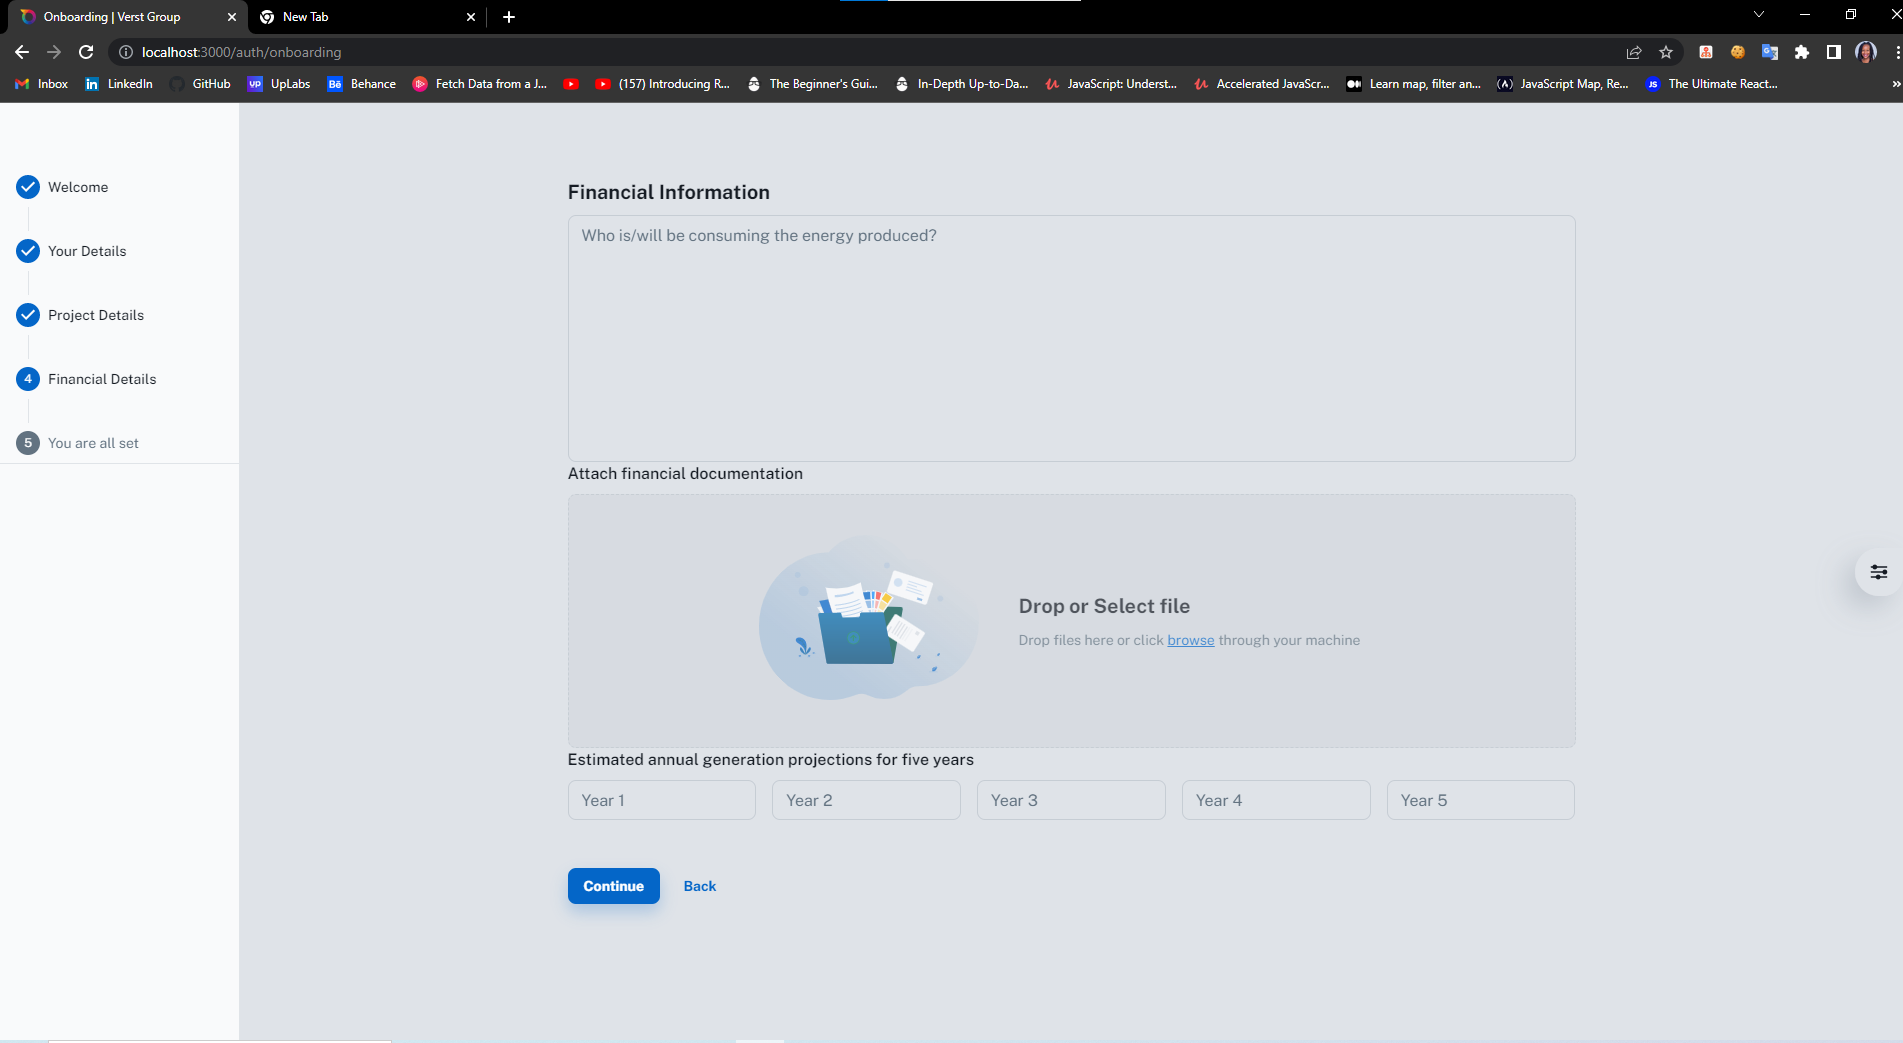 Onboarding | Verst Group
New Tab
localhost:3000/auth/onboarding
Inbox
LinkedIn
GitHub
UpLabs
Behance
Fetch Data from a J...
(157) Introducing R...
The Beginner's Gui...
In-Depth Up-to-Da...
JavaScript: Underst...
Accelerated JavaScr...
Learn map, filter an...
JavaScript Map, Re...
The Ultimate React...
Welcome
Your Details
Project Details
4 Financial Details
5 You are all set
Financial Information
Who is/will be consuming the energy produced?
Attach financial documentation
Drop or Select file
Drop files here or click browse through your machine
Estimated annual generation projections for five years
Year 1
Year 2
Year 3
Year 4
Year 5
Continue
Back